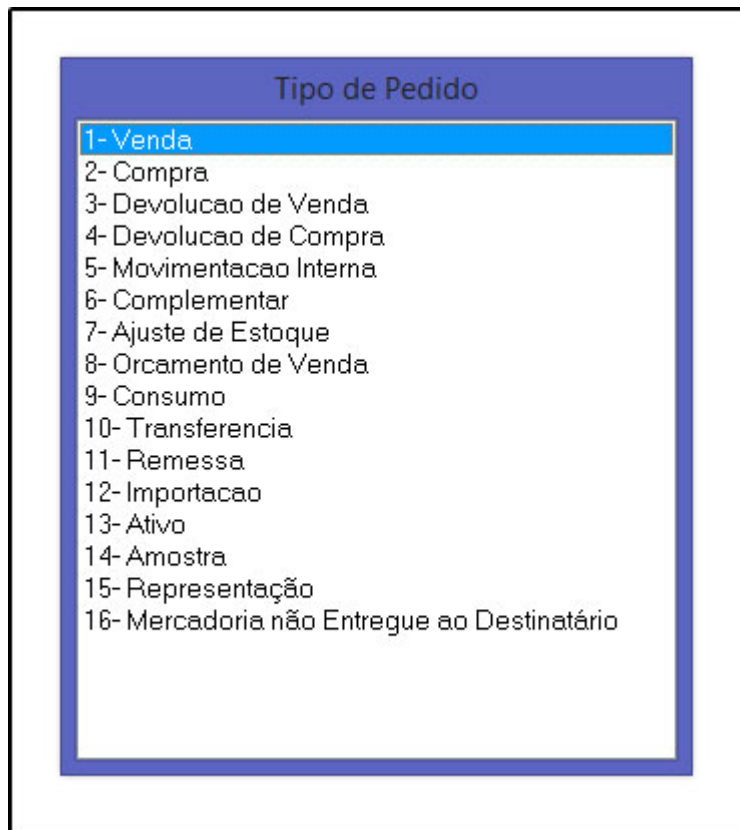 Tipo de Pedido
1- Venda
2- Compra
3- Devolucao de Venda
4- Devolucao de Compra
5- Movimentacao Interna
6- Complementar
7- Ajuste de Estoque
8- Orcamento de Venda
9- Consumo
10- Transferencia
11- Remessa
12- Importacao
13- Ativo
14- Amostra
15- Representação
16- Mercadoria não Entregue ao Destinatário